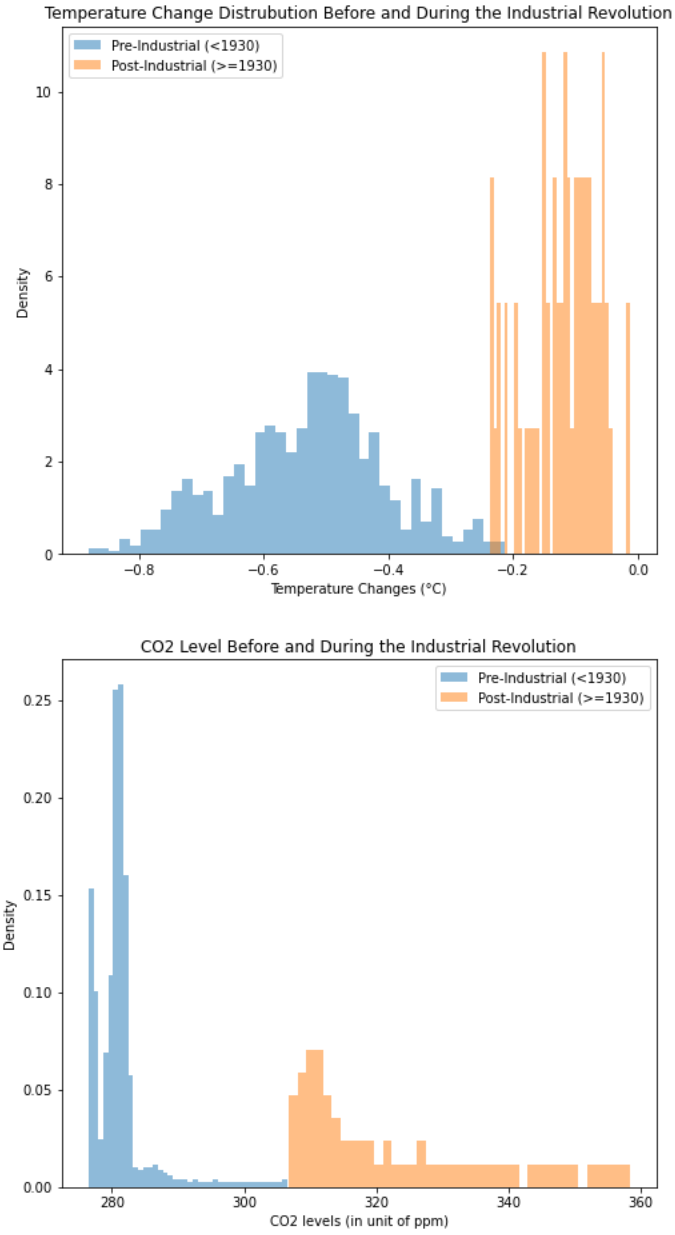 Temperature Change Distrubution Before and During the Industrial Revolution
Pre-Industrial (<1930)
Post-Industrial (>=1930)
10
8
6
4
2
0
Density
−0.8
−0.6
−0.4
−0.2
0.0
Temperature Changes (°C)
CO2 Level Before and During the Industrial Revolution
Pre-Industrial (<1930)
Post-Industrial (>=1930)
0.25
0.20
0.15
0.10
0.05
0.00
Density
280
300
320
340
360
CO2 levels (in unit of ppm)